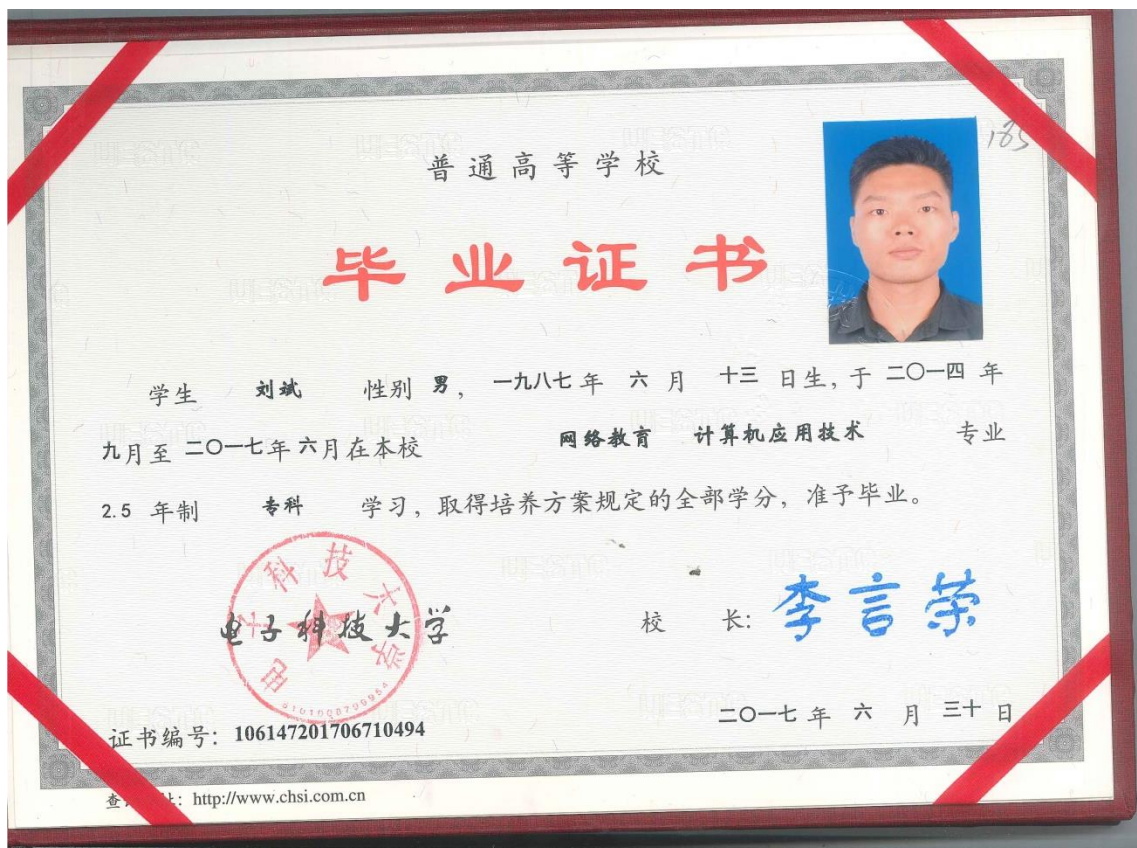 185
普通高等学校
毕业证书
学生 刘斌 性别 男， 一九八七 年 六 月 十三 日生，于 二〇一四 年
九月至 二〇一七年 六月在本校 网络教育 计算机应用技术 专业
2.5 年制 专科 学习，取得培养方案规定的全部学分，准予毕业。
电子科技大学
电子科技大学
校 长: 李言荣
二〇一七 年 六 月 三十 日
证书编号: 106147201706710494
http://www.chsi.com.cn